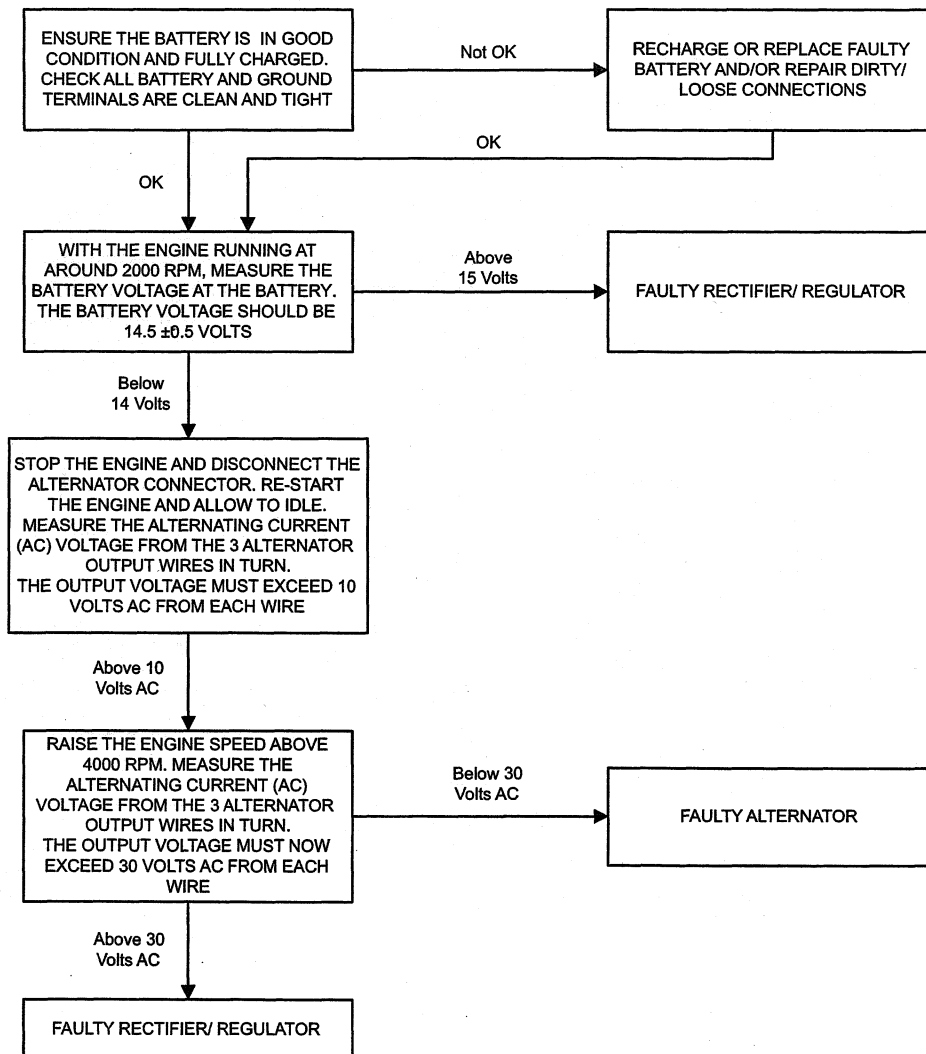 ENSURE THE BATTERY IS IN GOOD
CONDITION AND FULLY CHARGED.
CHECK ALL BATTERY AND GROUND
TERMINALS ARE CLEAN AND TIGHT
Not OK
RECHARGE OR REPLACE FAULTY
BATTERY AND/OR REPAIR DIRTY/
LOOSE CONNECTIONS
OK
OK
WITH THE ENGINE RUNNING AT
AROUND 2000 RPM, MEASURE THE
BATTERY VOLTAGE AT THE BATTERY.
THE BATTERY VOLTAGE SHOULD BE
14.5 ±0.5 VOLTS
Above
15 Volts
FAULTY RECTIFIER/ REGULATOR
Below
14 Volts
STOP THE ENGINE AND DISCONNECT THE
ALTERNATOR CONNECTOR. RE-START
THE ENGINE AND ALLOW TO IDLE.
MEASURE THE ALTERNATING CURRENT
(AC) VOLTAGE FROM THE 3 ALTERNATOR
OUTPUT WIRES IN TURN.
THE OUTPUT VOLTAGE MUST EXCEED 10
VOLTS AC FROM EACH WIRE
Above 10
Volts AC
RAISE THE ENGINE SPEED ABOVE
4000 RPM. MEASURE THE
ALTERNATING CURRENT (AC)
VOLTAGE FROM THE 3 ALTERNATOR
OUTPUT WIRES IN TURN.
THE OUTPUT VOLTAGE MUST NOW
EXCEED 30 VOLTS AC FROM EACH
WIRE
Below 30
Volts AC
FAULTY ALTERNATOR
Above 30
Volts AC
FAULTY RECTIFIER/ REGULATOR